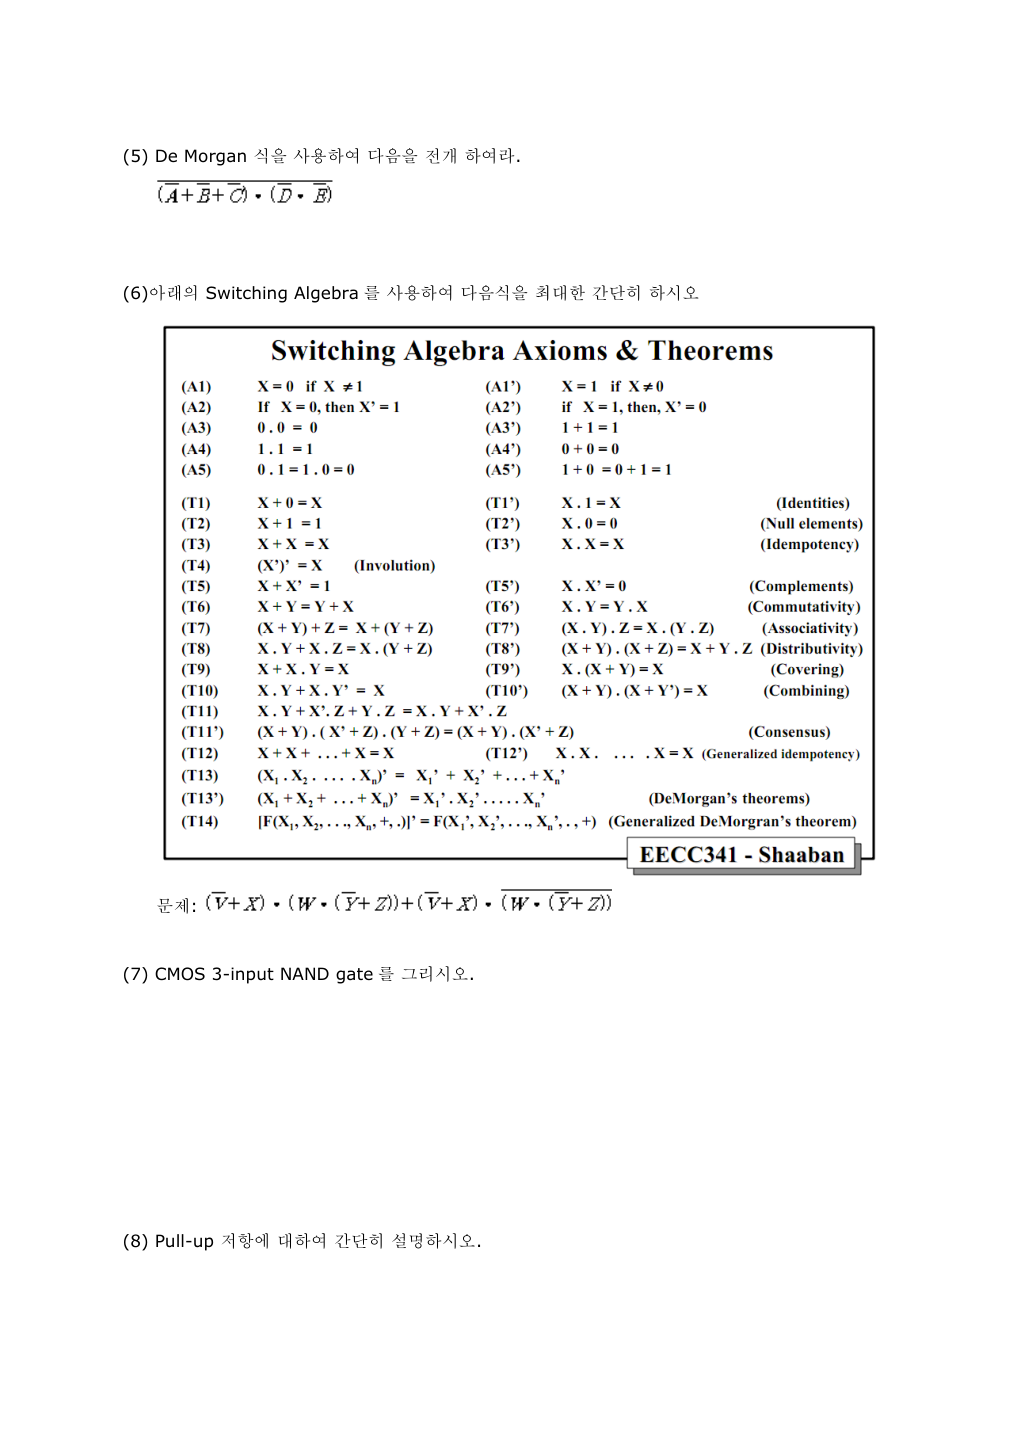 (5) De Morgan 식을 사용하여 다음을 전개 하여라.
(A̅+B̅+C̅)•(D̅•E̅)
(6)아래의 Switching Algebra 를 사용하여 다음식을 최대한 간단히 하시오
Switching Algebra Axioms & Theorems
(A1) X = 0 if X ≠ 1 (A1’) X = 1 if X ≠ 0
(A2) If X = 0, then X’ = 1 (A2’) if X = 1, then, X’ = 0
(A3) 0 . 0 = 0 (A3’) 1 + 1 = 1
(A4) 1 . 1 = 1 (A4’) 0 + 0 = 0
(A5) 0 . 1 = 1 . 0 = 0 (A5’) 1 + 0 = 0 + 1 = 1
(T1) X + 0 = X (T1’) X . 1 = X (Identities)
(T2) X + 1 = 1 (T2’) X . 0 = 0 (Null elements)
(T3) X + X = X (T3’) X . X = X (Idempotency)
(T4) (X’)’ = X (Involution)
(T5) X + X’ = 1 (T5’) X . X’ = 0 (Complements)
(T6) X + Y = Y + X (T6’) X . Y = Y . X (Commutativity)
(T7) (X + Y) + Z = X + (Y + Z) (T7’) (X . Y) . Z = X . (Y . Z) (Associativity)
(T8) X . Y + X . Z = X . (Y + Z) (T8’) (X + Y) . (X + Z) = X + Y . Z (Distributivity)
(T9) X + X . Y = X (T9’) X . (X + Y) = X (Covering)
(T10) X . Y + X . Y’ = X (T10’) (X + Y) . (X + Y’) = X (Combining)
(T11) X . Y + X’. Z + Y . Z = X . Y + X’ . Z
(T11’) (X + Y) . ( X’ + Z) . (Y + Z) = (X + Y) . (X’ + Z) (Consensus)
(T12) X + X + . . . + X = X (T12’) X . X . . . . . X = X (Generalized idempotency)
(T13) (X₁ . X₂ . . . . . Xₙ)’ = X₁’ + X₂’ + . . . + Xₙ’
(T13’) (X₁ + X₂ + . . . + Xₙ)’ = X₁’ . X₂’ . . . . . Xₙ’ (DeMorgan’s theorems)
(T14) [F(X₁, X₂, . . ., Xₙ, +, .)]’ = F(X₁’, X₂’, . . ., Xₙ’, . , +) (Generalized DeMorgran’s theorem)
EECC341 - Shaaban
문제: (V̅+X)•(W•(Y̅+Z))+(V̅+X)•(W•(Y̅+Z))
(7) CMOS 3-input NAND gate 를 그리시오.
(8) Pull-up 저항에 대하여 간단히 설명하시오.